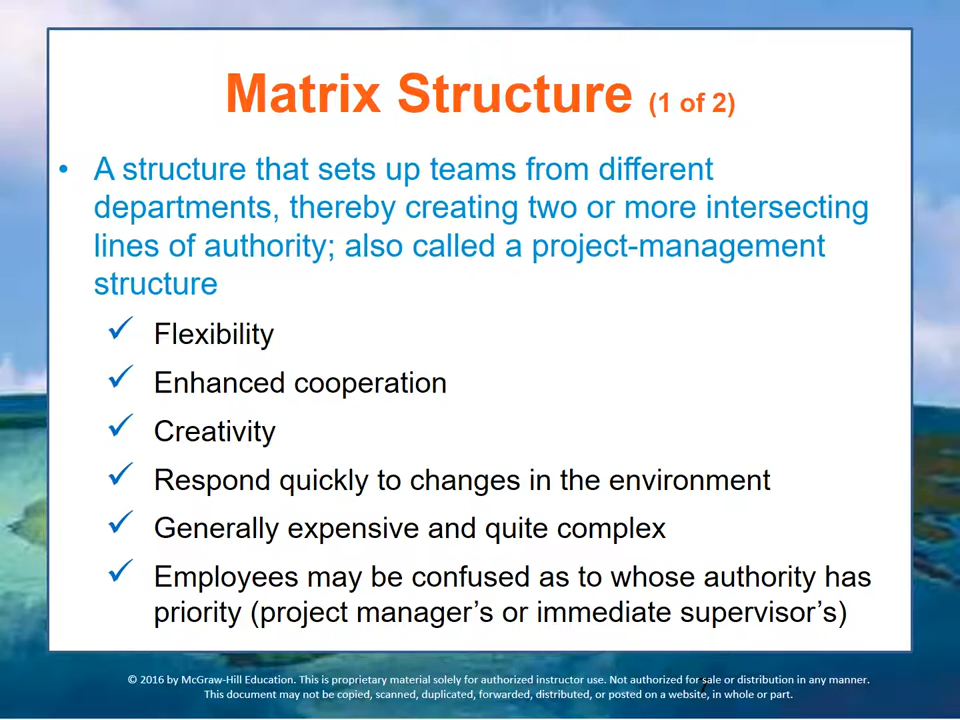 Matrix Structure (1 of 2)
• A structure that sets up teams from different
departments, thereby creating two or more intersecting
lines of authority; also called a project-management
structure
✓ Flexibility
✓ Enhanced cooperation
✓ Creativity
✓ Respond quickly to changes in the environment
✓ Generally expensive and quite complex
✓ Employees may be confused as to whose authority has
priority (project manager’s or immediate supervisor’s)
© 2016 by McGraw-Hill Education. This is proprietary material solely for authorized instructor use. Not authorized for sale or distribution in any manner.
This document may not be copied, scanned, duplicated, forwarded, distributed, or posted on a website, in whole or part.